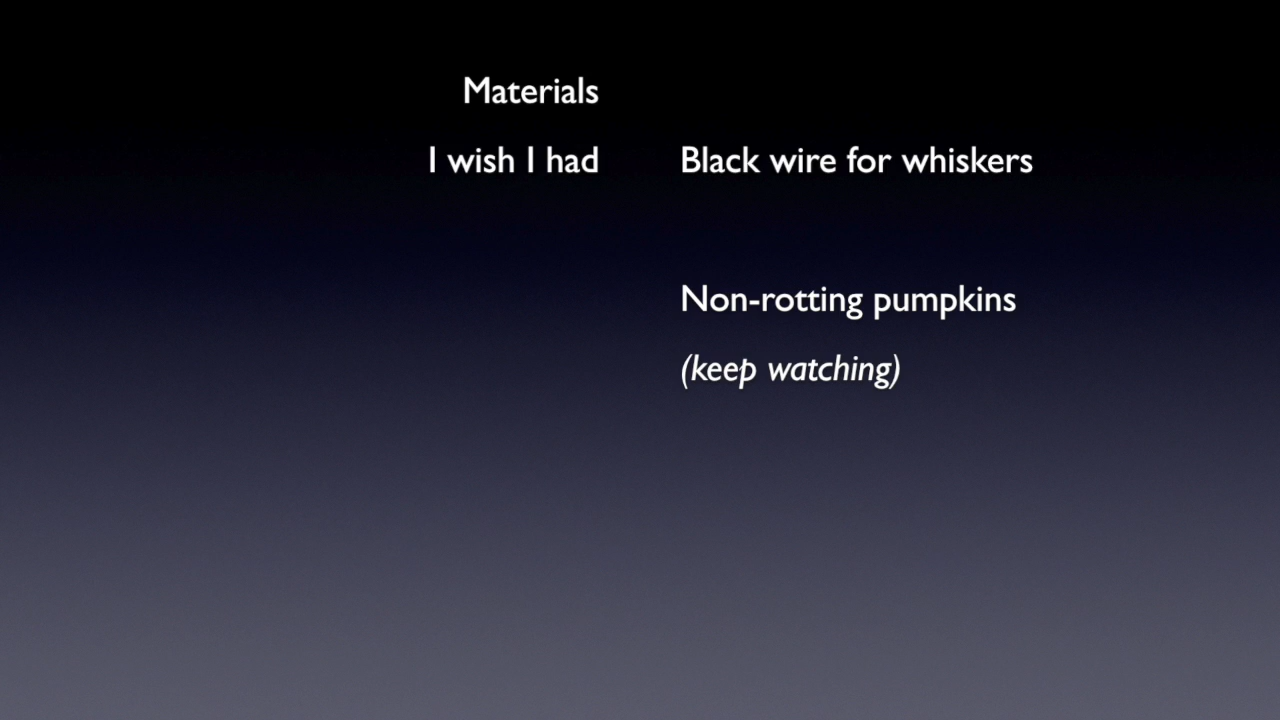 Materials
I wish I had
Black wire for whiskers
Non-rotting pumpkins
(keep watching)